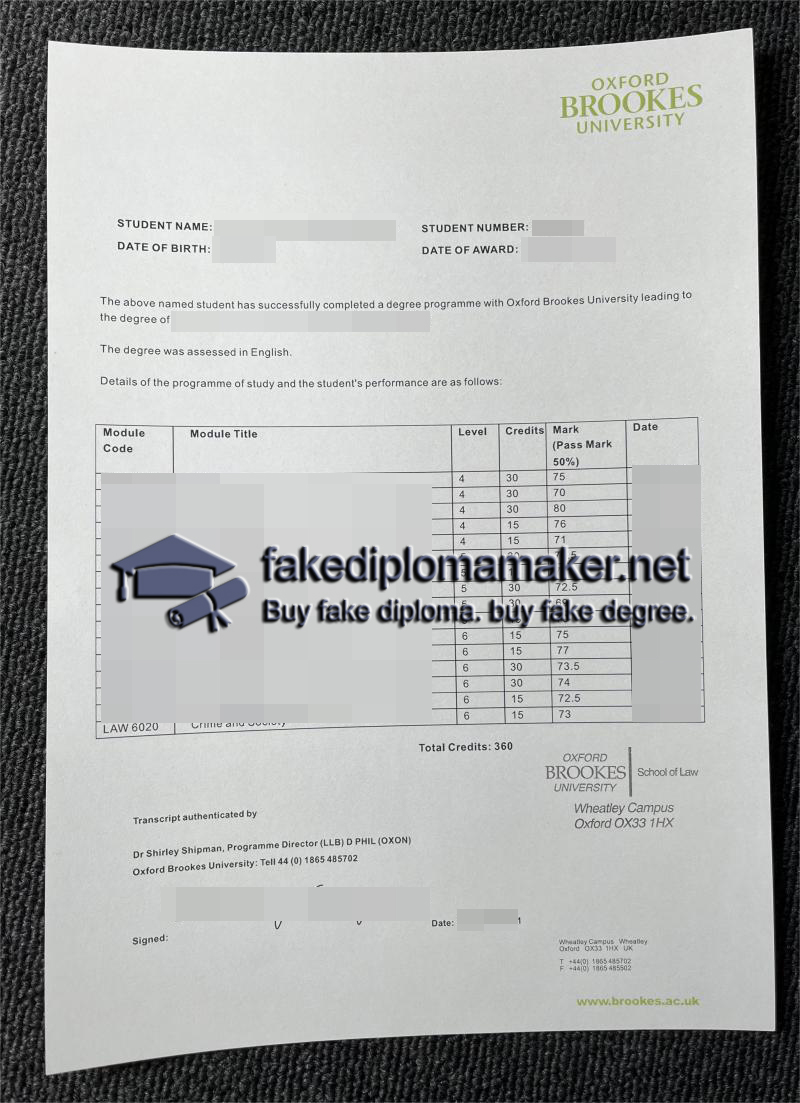 OXFORD
BROOKES
UNIVERSITY
STUDENT NAME: STUDENT NUMBER:
DATE OF BIRTH: DATE OF AWARD:
The above named student has successfully completed a degree programme with Oxford Brookes University leading to
the degree of
The degree was assessed in English.
Details of the programme of study and the student's performance are as follows:
Module Code Module Title Level Credits Mark (Pass Mark 50%) Date
4 30 75
4 30 70
4 30 80
4 15 76
4 15 71
fakediplomamaker.net
5 30 72.5
Buy fake diploma. buy fake degree.
6 15 75
6 15 77
6 30 73.5
6 30 74
6 15 72.5
LAW 6020 Crime and Society 6 15 73
Total Credits: 360
OXFORD
BROOKES
UNIVERSITY
School of Law
Wheatley Campus
Oxford OX33 1HX
Transcript authenticated by
Dr Shirley Shipman, Programme Director (LLB) D PHIL (OXON)
Oxford Brookes University: Tell 44 (0) 1865 485702
Signed: Date: 1
Wheatley Campus Wheatley
Oxford OX33 1HX UK
T +44(0) 1865 485702
F +44(0) 1865 485502
www.brookes.ac.uk